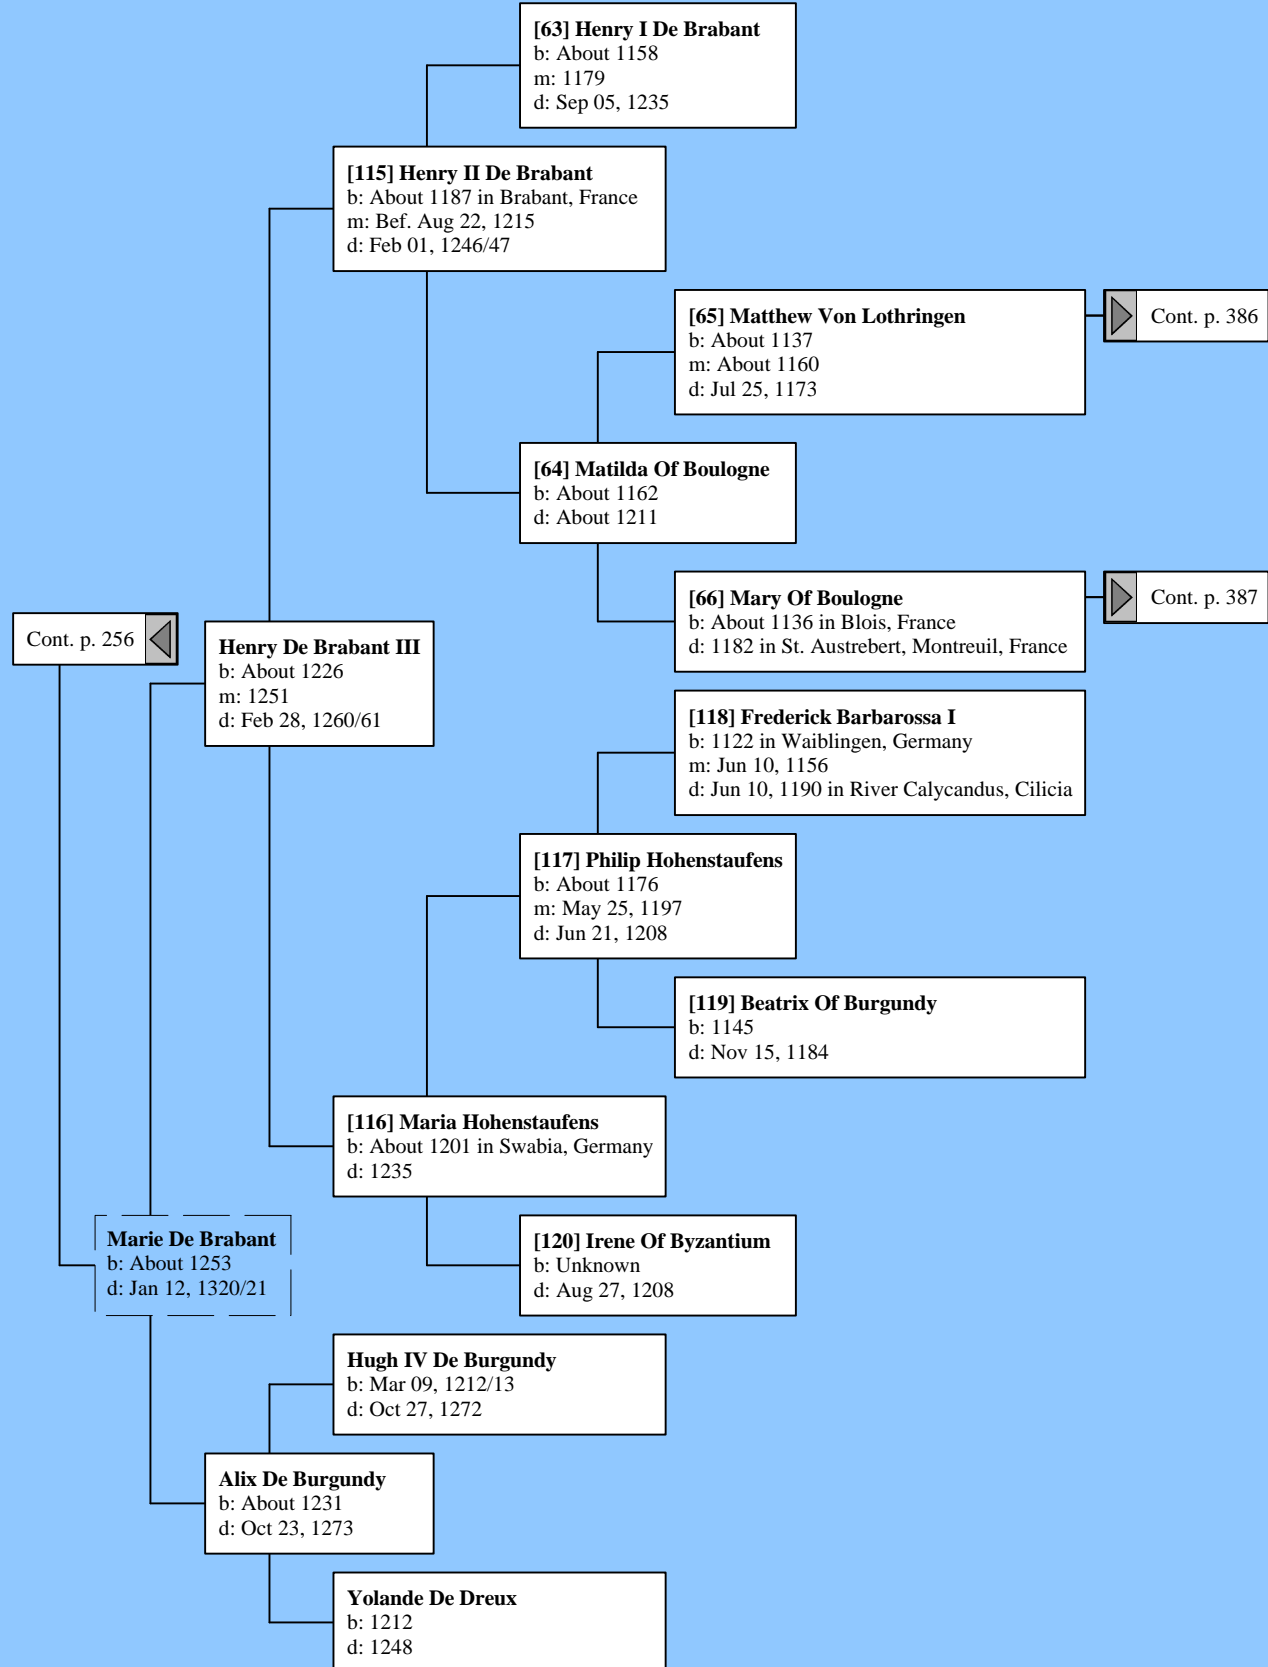 [63] Henry I De Brabant
b: About 1158
m: 1179
d: Sep 05, 1235
[115] Henry II De Brabant
b: About 1187 in Brabant, France
m: Bef. Aug 22, 1215
d: Feb 01, 1246/47
[65] Matthew Von Lothringen
b: About 1137
m: About 1160
d: Jul 25, 1173
Cont. p. 386
[64] Matilda Of Boulogne
b: About 1162
d: About 1211
[66] Mary Of Boulogne
b: About 1136 in Blois, France
d: 1182 in St. Austrebert, Montreuil, France
Cont. p. 387
Cont. p. 256
Henry De Brabant III
b: About 1226
m: 1251
d: Feb 28, 1260/61
[118] Frederick Barbarossa I
b: 1122 in Waiblingen, Germany
m: Jun 10, 1156
d: Jun 10, 1190 in River Calycandus, Cilicia
[117] Philip Hohenstaufens
b: About 1176
m: May 25, 1197
d: Jun 21, 1208
[119] Beatrix Of Burgundy
b: 1145
d: Nov 15, 1184
[116] Maria Hohenstaufens
b: About 1201 in Swabia, Germany
d: 1235
Marie De Brabant
b: About 1253
d: Jan 12, 1320/21
[120] Irene Of Byzantium
b: Unknown
d: Aug 27, 1208
Hugh IV De Burgundy
b: Mar 09, 1212/13
d: Oct 27, 1272
Alix De Burgundy
b: About 1231
d: Oct 23, 1273
Yolande De Dreux
b: 1212
d: 1248